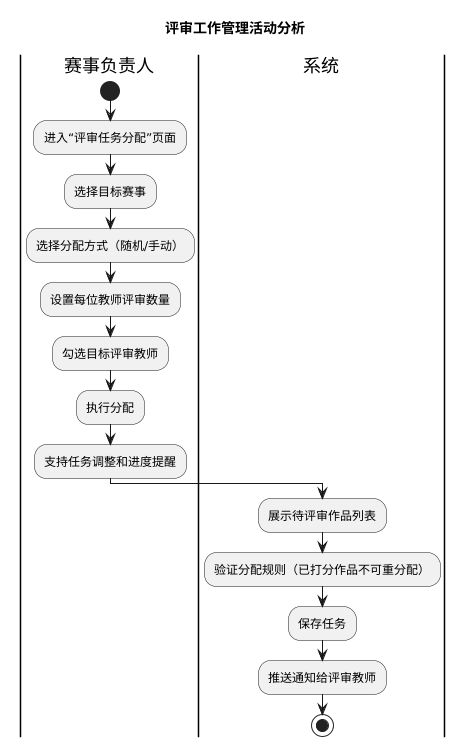 评审工作管理活动分析
赛事负责人
系统
进入“评审任务分配”页面
选择目标赛事
选择分配方式（随机/手动）
设置每位教师评审数量
勾选目标评审教师
执行分配
支持任务调整和进度提醒
展示待评审作品列表
验证分配规则（已打分作品不可重分配）
保存任务
推送通知给评审教师